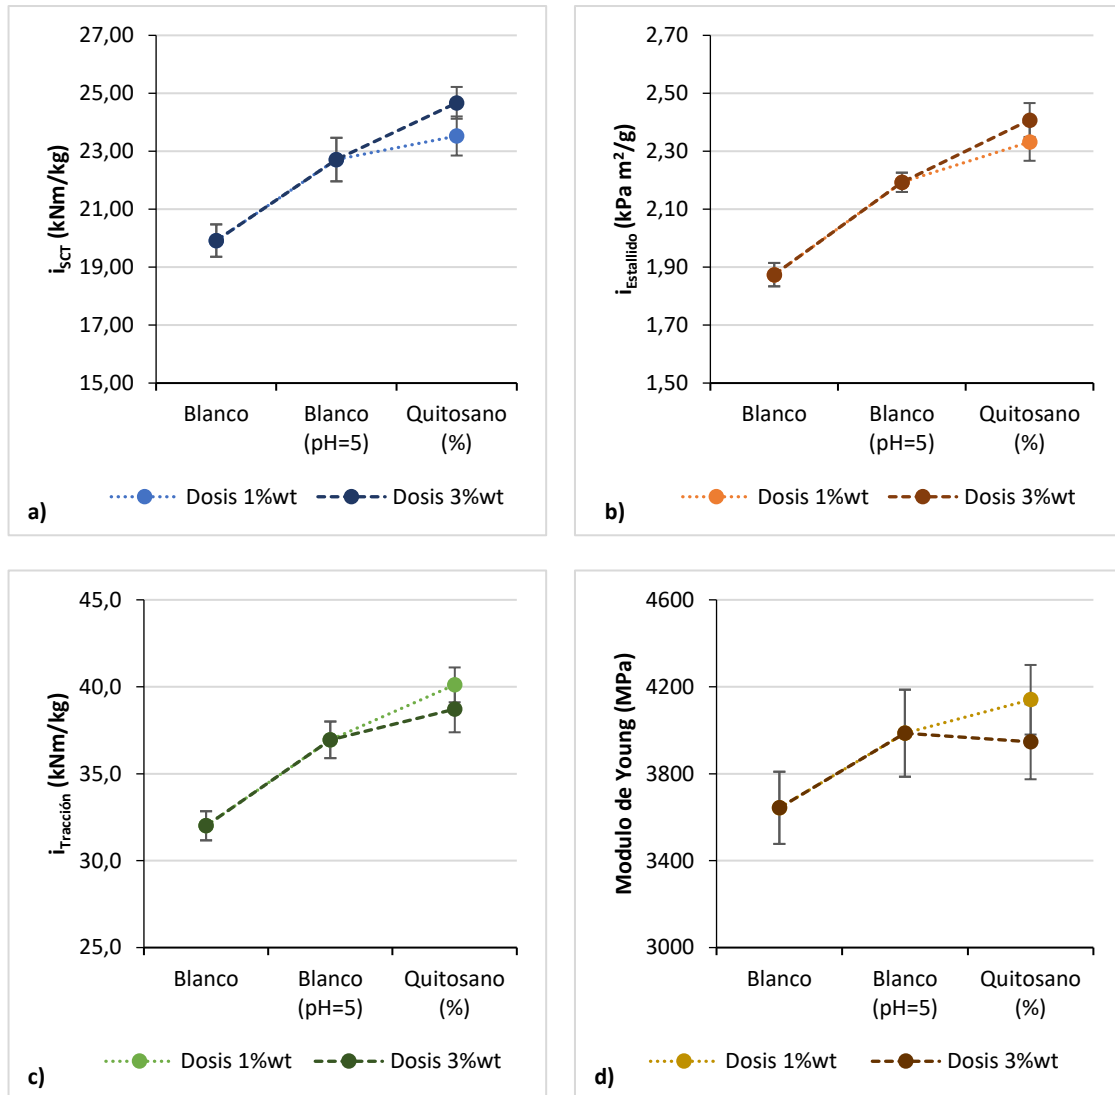 27,00
25,00
23,00
21,00
19,00
17,00
15,00
i_SCT (kNm/kg)
Blanco
Blanco (pH=5)
Quitosano (%)
Dosis 1%wt
Dosis 3%wt
a)
2,70
2,50
2,30
2,10
1,90
1,70
1,50
i_Estallido (kPa m²/g)
Blanco
Blanco (pH=5)
Quitosano (%)
Dosis 1%wt
Dosis 3%wt
b)
45,0
40,0
35,0
30,0
25,0
i_Tracción (kNm/kg)
Blanco
Blanco (pH=5)
Quitosano (%)
Dosis 1%wt
Dosis 3%wt
c)
4600
4200
3800
3400
3000
Modulo de Young (MPa)
Blanco
Blanco (pH=5)
Quitosano (%)
Dosis 1%wt
Dosis 3%wt
d)